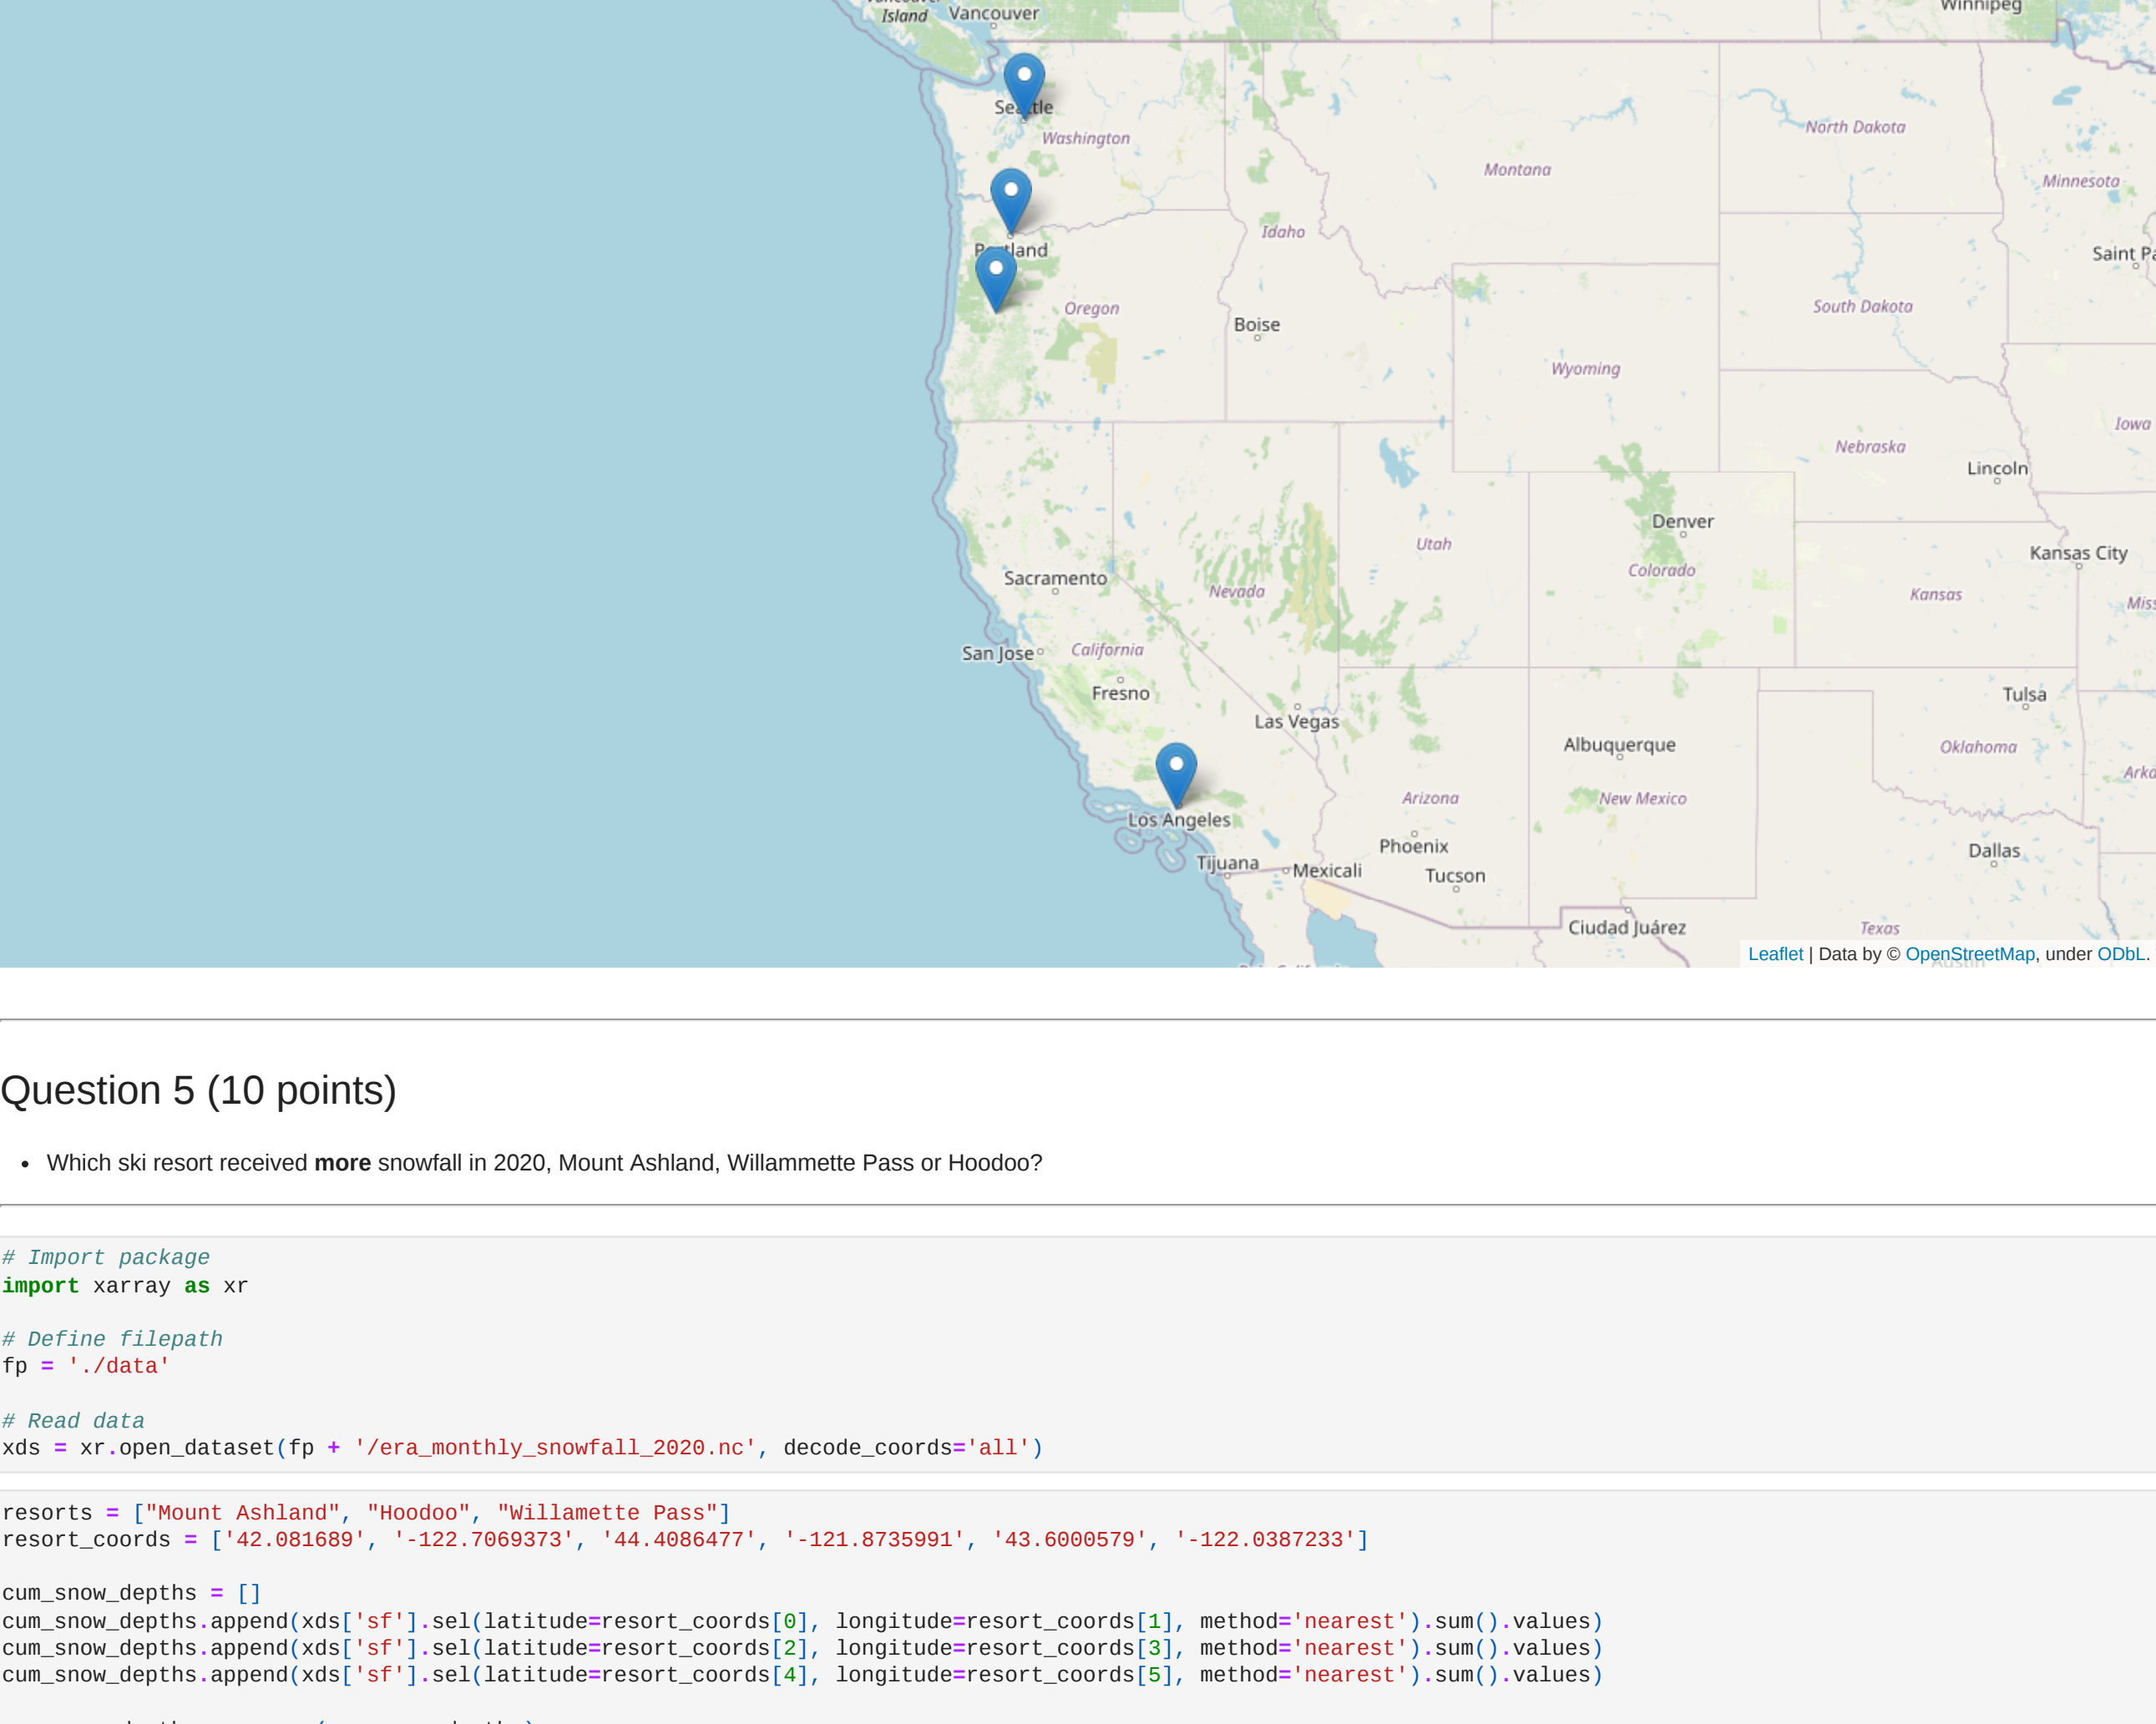 Island
Vancouver
Winnipeg
Seattle
Washington
North Dakota
Montana
Minnesota
Idaho
Portland
Saint Pa
Oregon
South Dakota
Boise
Wyoming
Iowa
Nebraska
Lincoln
Denver
Utah
Kansas City
Colorado
Sacramento
Nevada
Kansas
Miss
San Jose
California
Fresno
Tulsa
Las Vegas
Albuquerque
Oklahoma
Arka
Arizona
New Mexico
Los Angeles
Phoenix
Dallas
Tijuana
Mexicali
Tucson
Ciudad Juárez
Texas
Austin
Leaflet | Data by © OpenStreetMap, under ODbL.
Question 5 (10 points)
• Which ski resort received more snowfall in 2020, Mount Ashland, Willammette Pass or Hoodoo?
# Import package
import xarray as xr
# Define filepath
fp = './data'
# Read data
xds = xr.open_dataset(fp + '/era_monthly_snowfall_2020.nc', decode_coords='all')
resorts = ["Mount Ashland", "Hoodoo", "Willamette Pass"]
resort_coords = ['42.081689', '-122.7069373', '44.4086477', '-121.8735991', '43.6000579', '-122.0387233']
cum_snow_depths = []
cum_snow_depths.append(xds['sf'].sel(latitude=resort_coords[0], longitude=resort_coords[1], method='nearest').sum().values)
cum_snow_depths.append(xds['sf'].sel(latitude=resort_coords[2], longitude=resort_coords[3], method='nearest').sum().values)
cum_snow_depths.append(xds['sf'].sel(latitude=resort_coords[4], longitude=resort_coords[5], method='nearest').sum().values)